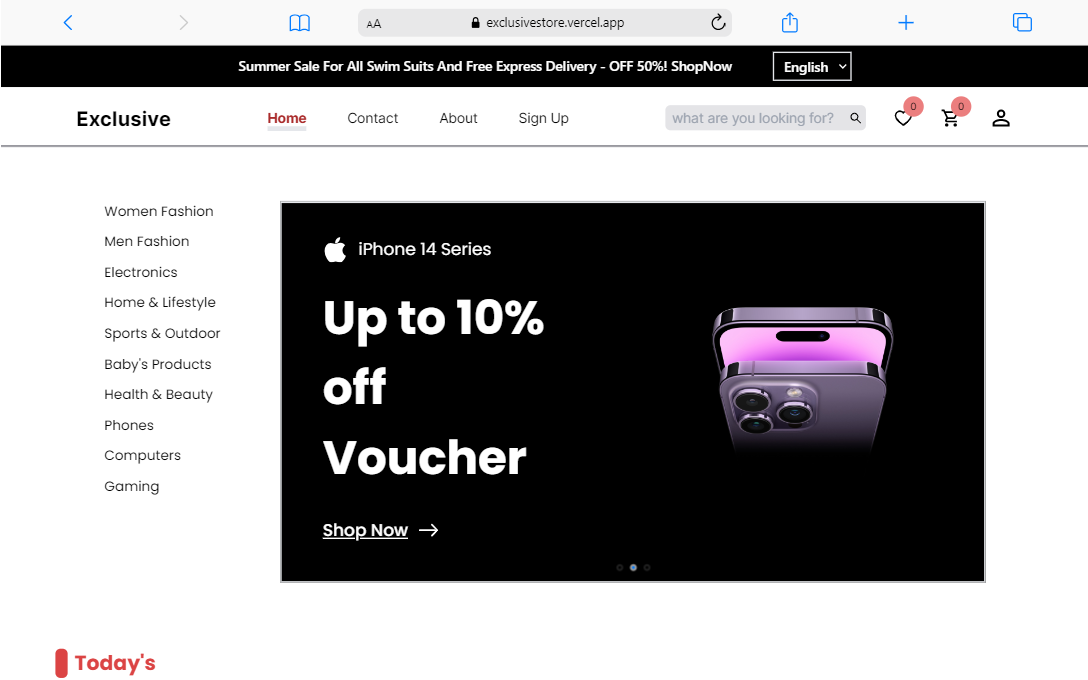 AA exclusivestore.vercel.app
Summer Sale For All Swim Suits And Free Express Delivery - OFF 50%! ShopNow English
Exclusive Home Contact About Sign Up what are you looking for? 0 0
Women Fashion
Men Fashion
Electronics
Home & Lifestyle
Sports & Outdoor
Baby's Products
Health & Beauty
Phones
Computers
Gaming
iPhone 14 Series
Up to 10%
off
Voucher
Shop Now
Today's